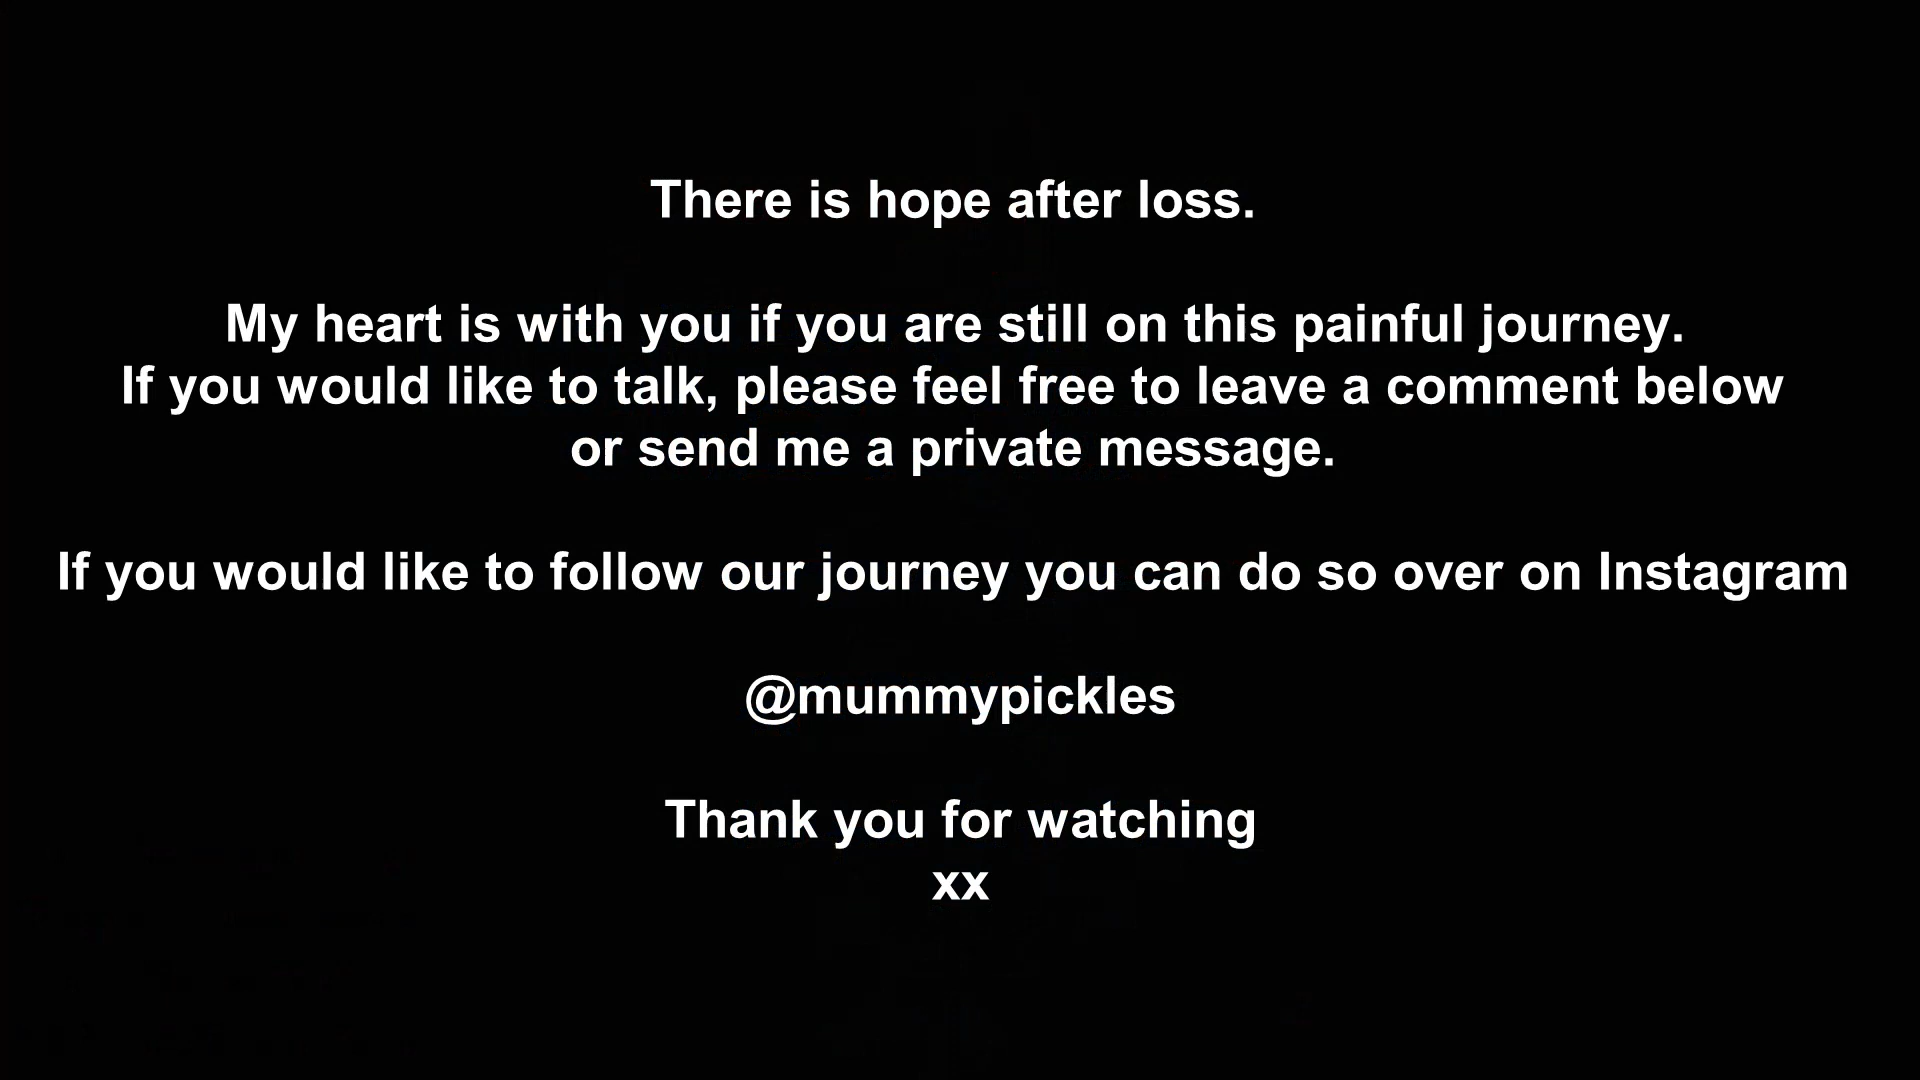 There is hope after loss.
My heart is with you if you are still on this painful journey.
If you would like to talk, please feel free to leave a comment below
or send me a private message.
If you would like to follow our journey you can do so over on Instagram
@mummypickles
Thank you for watching
xx